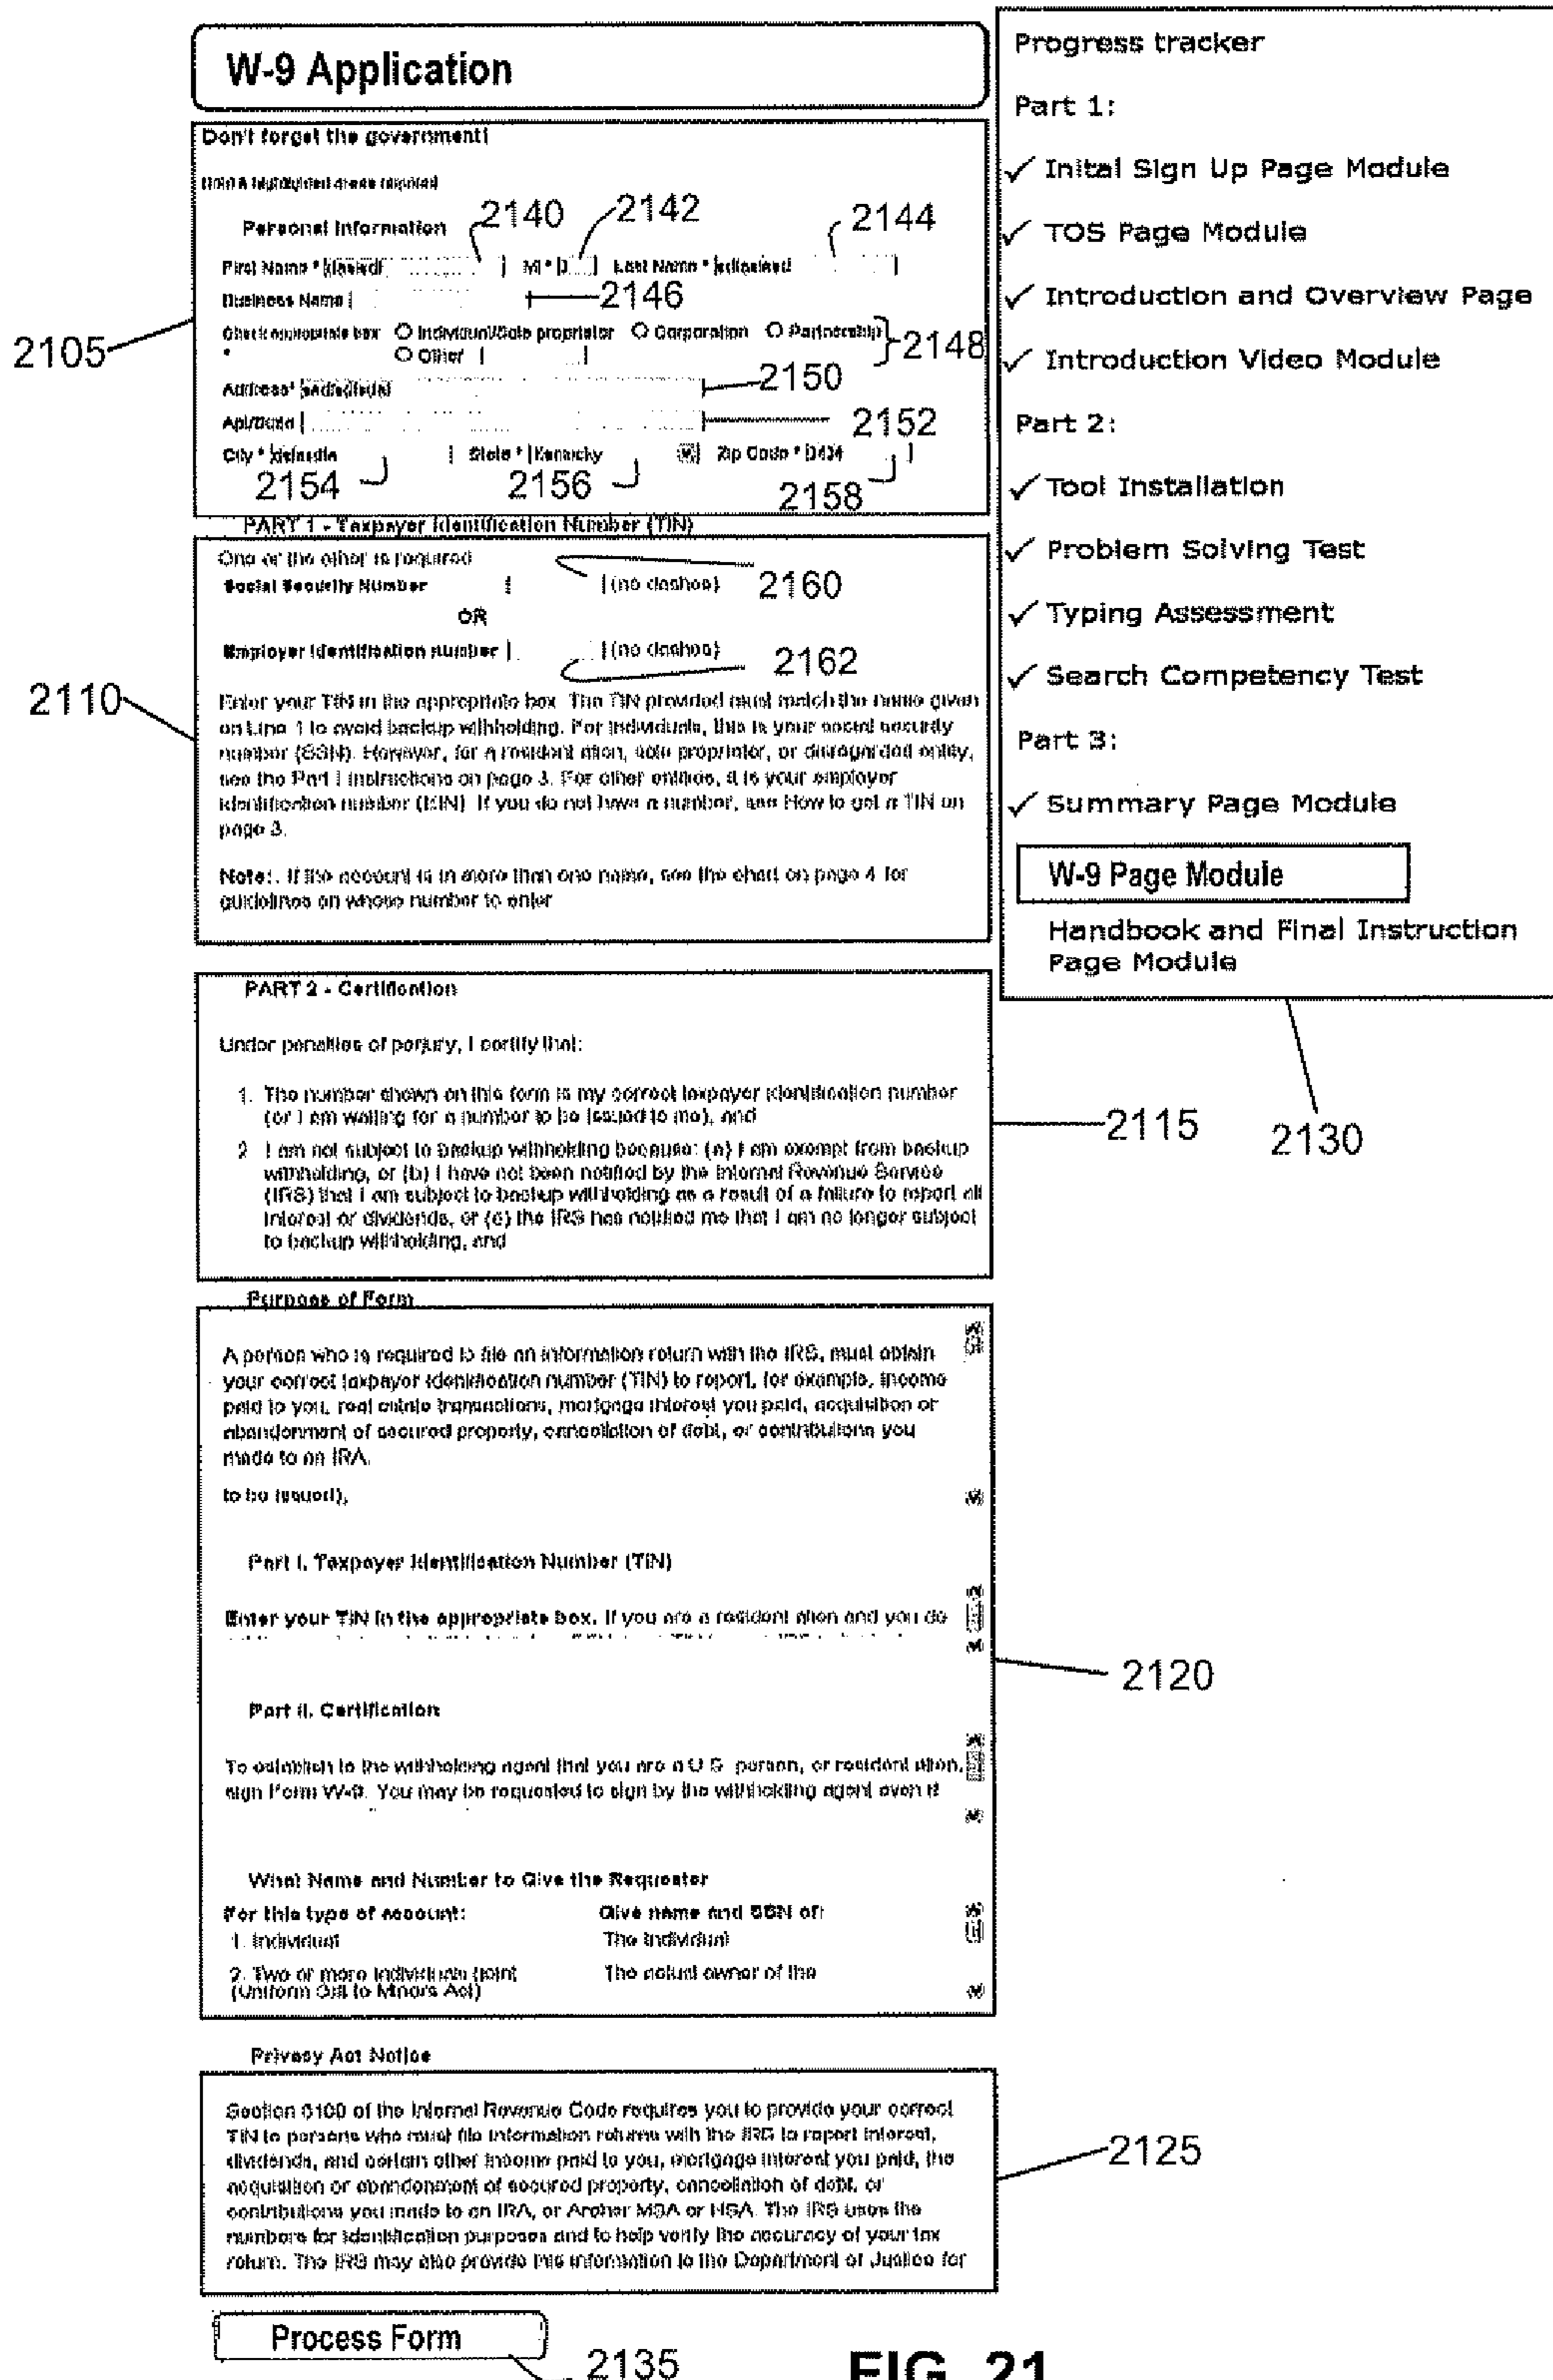 W-9 Application
Don't forget the government!
highlighted areas required
Personal Information
2140
2142
2144
First Name *
MI *
Last Name *
Business Name
2146
Check appropriate box
*
Individual/Sole proprietor
Corporation
Partnership
Other
2148
2105
Address*
2150
2152
City *
State * Kentucky
Zip Code *
2154
2156
2158
PART 1 - Taxpayer Identification Number (TIN)
One or the other is required
Social Security Number
(no dashes)
2160
OR
Employer identification number
(no dashes)
2162
2110
Enter your TIN in the appropriate box. The TIN provided must match the name given
on Line 1 to avoid backup withholding. For individuals, this is your social security
number (SSN). However, for a resident alien, sole proprietor, or disregarded entity,
see the Part I instructions on page 3. For other entities, it is your employer
identification number (EIN). If you do not have a number, see How to get a TIN on
page 3.
Note:. If the account is in more than one name, see the chart on page 4 for
guidelines on whose number to enter
PART 2 - Certification
Under penalties of perjury, I certify that:
1. The number shown on this form is my correct taxpayer identification number
(or I am waiting for a number to be issued to me), and
2 I am not subject to backup withholding because: (a) I am exempt from backup
withholding, or (b) I have not been notified by the Internal Revenue Service
(IRS) that I am subject to backup withholding as a result of a failure to report all
interest or dividends, or (c) the IRS has notified me that I am no longer subject
to backup withholding, and
2115
Purpose of Form
A person who is required to file an information return with the IRS, must obtain
your correct taxpayer identification number (TIN) to report, for example, income
paid to you, real estate transactions, mortgage interest you paid, acquisition or
abandonment of secured property, cancellation of debt, or contributions you
made to an IRA.
to be issued),
Part I. Taxpayer Identification Number (TIN)
Enter your TIN in the appropriate box. If you are a resident alien and you do
2120
Part II. Certification
To establish to the withholding agent that you are a U S person, or resident alien,
sign Form W-9. You may be requested to sign by the withholding agent even if
What Name and Number to Give the Requester
For this type of account:
Give name and SSN of:
1. Individual
The individual
2. Two or more individuals (joint
The actual owner of the
(Uniform Gift to Minors Act)
Privacy Act Notice
Section 6109 of the Internal Revenue Code requires you to provide your correct
TIN to persons who must file information returns with the IRS to report interest,
dividends, and certain other income paid to you, mortgage interest you paid, the
acquisition or abandonment of secured property, cancellation of debt, or
contributions you made to an IRA, or Archer MSA or HSA. The IRS uses the
numbers for identification purposes and to help verify the accuracy of your tax
return. The IRS may also provide this information to the Department of Justice for
2125
Process Form
2135
Progress tracker
Part 1:
✓ Inital Sign Up Page Module
✓ TOS Page Module
✓ Introduction and Overview Page
✓ Introduction Video Module
Part 2:
✓ Tool Installation
✓ Problem Solving Test
✓ Typing Assessment
✓ Search Competency Test
Part 3:
✓ Summary Page Module
W-9 Page Module
Handbook and Final Instruction
Page Module
2130
FIG. 21